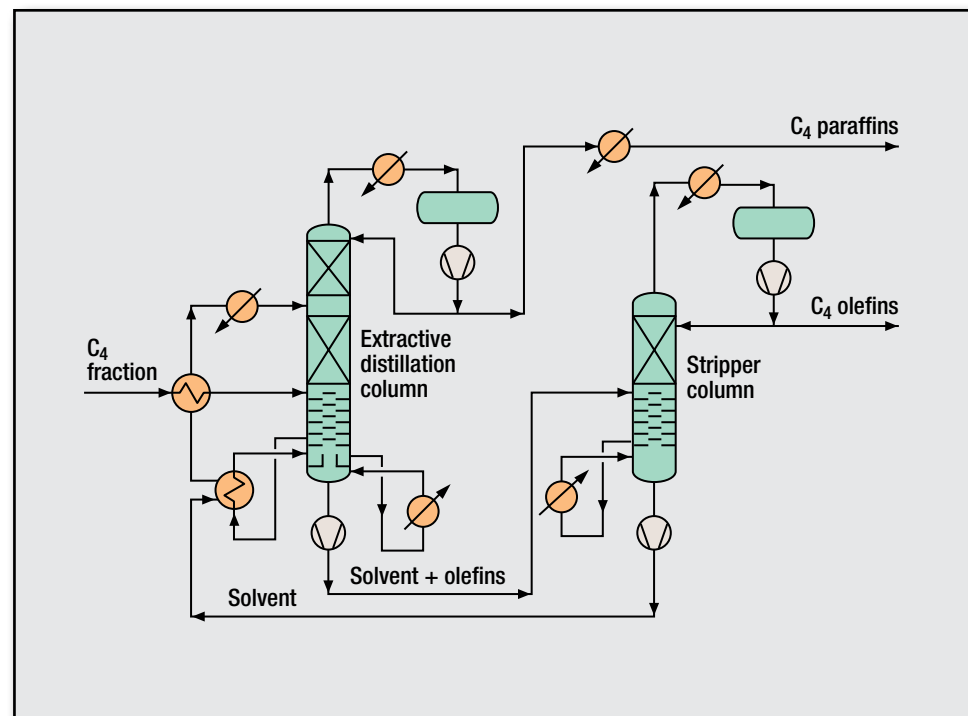 C₄ paraffins
C₄ olefins
C₄
fraction
Extractive
distillation
column
Stripper
column
Solvent + olefins
Solvent